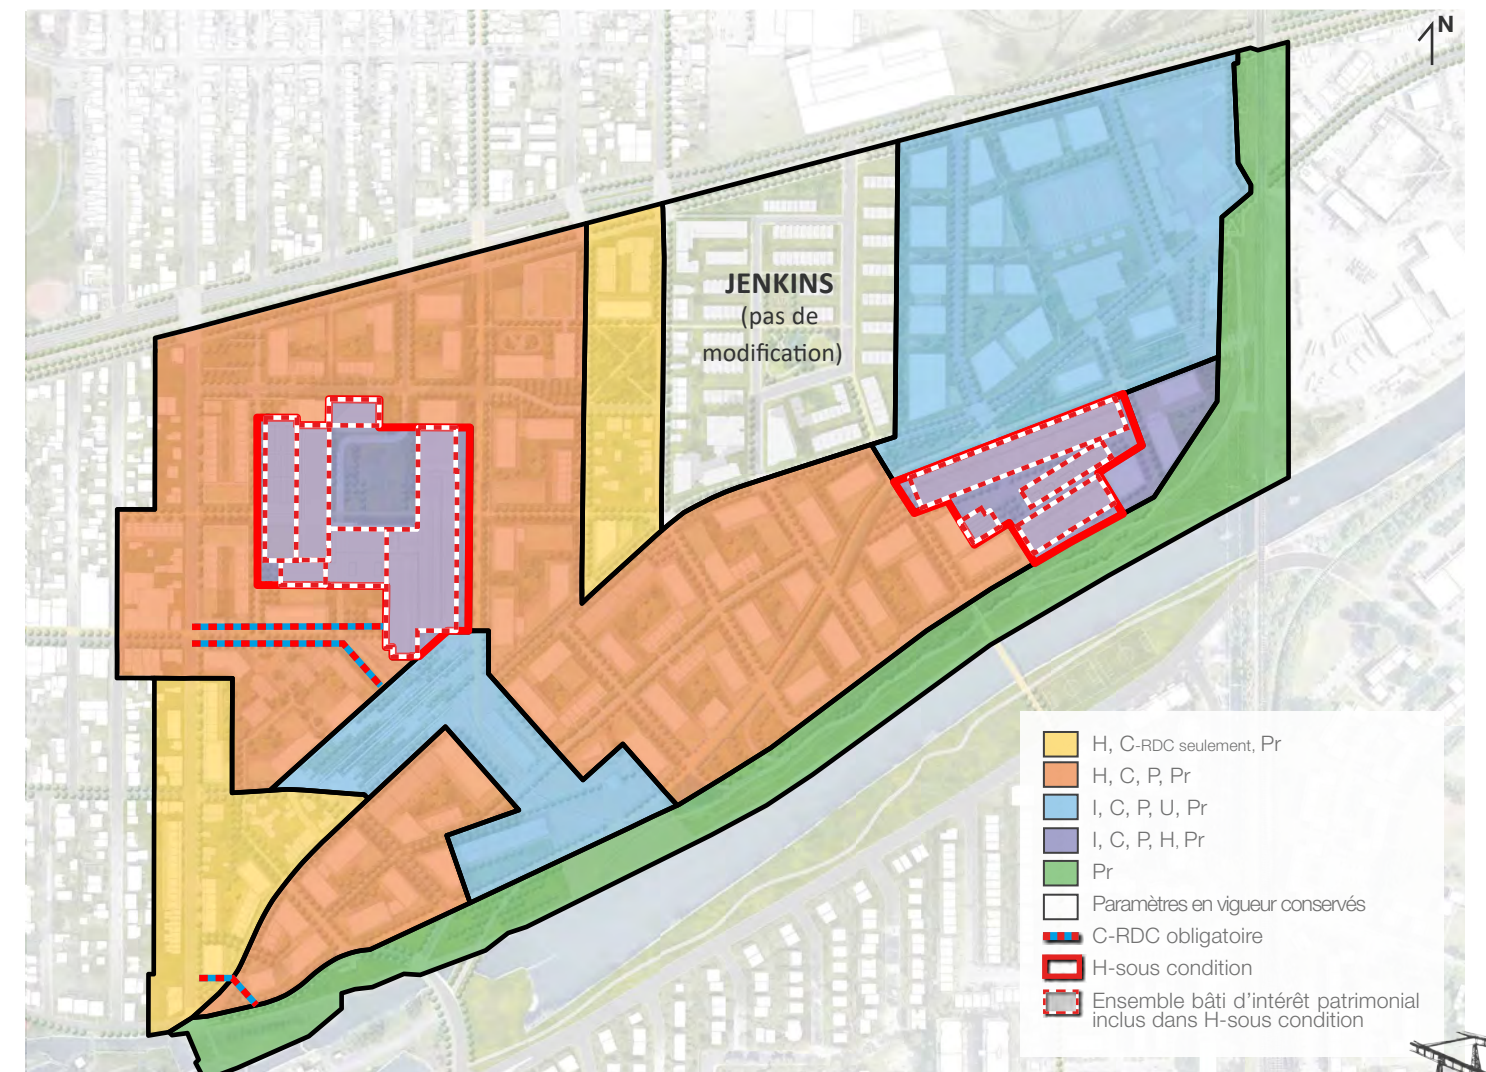 N
JENKINS
(pas de
modification)
H, C-RDC seulement, Pr
H, C, P, Pr
I, C, P, U, Pr
I, C, P, H, Pr
Pr
Paramètres en vigueur conservés
C-RDC obligatoire
H-sous condition
Ensemble bâti d'intérêt patrimonial
inclus dans H-sous condition